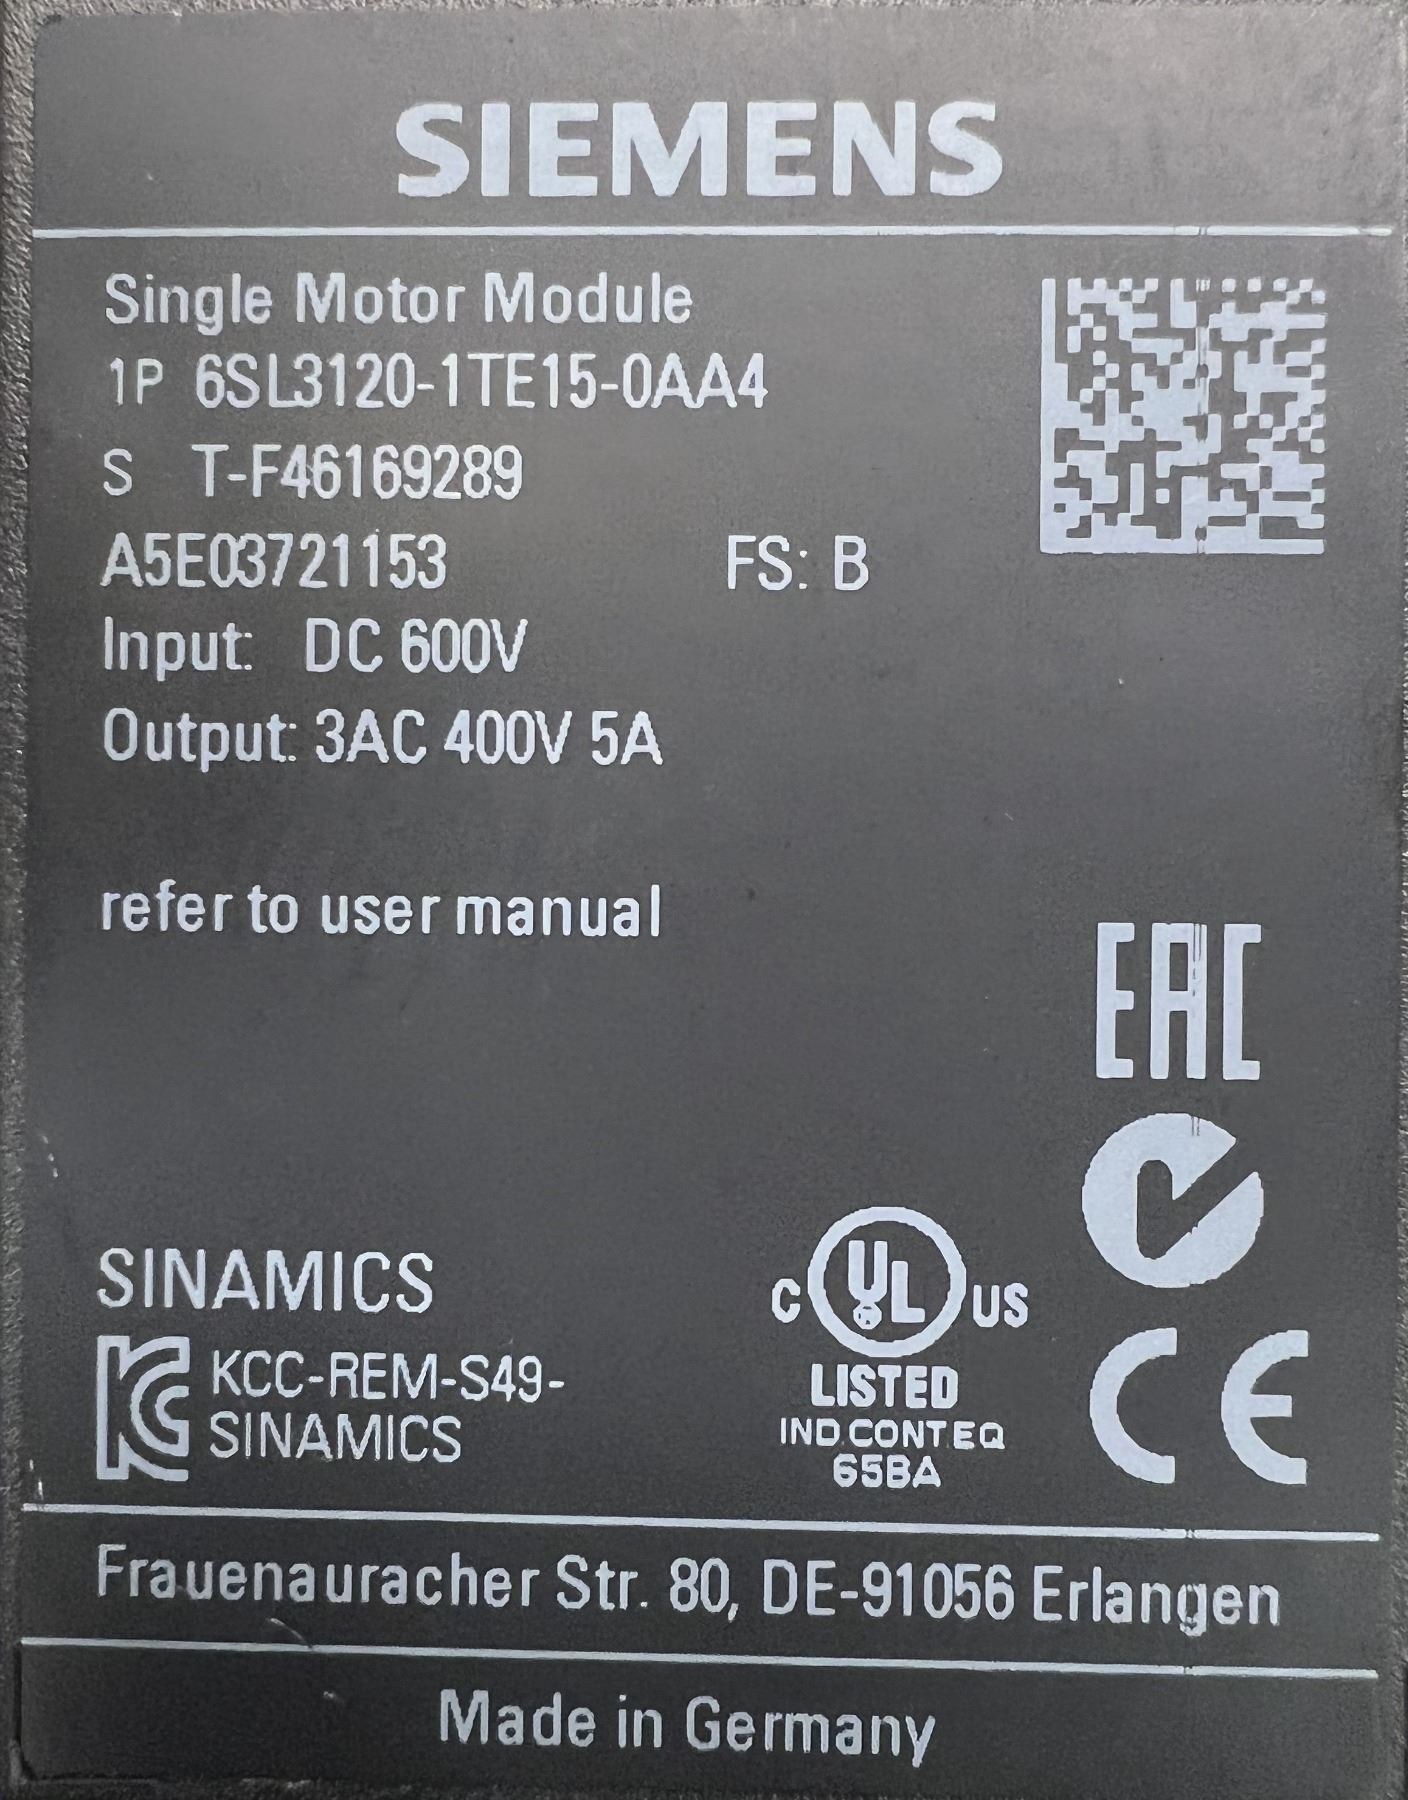 SIEMENS
Single Motor Module
1P 6SL3120-1TE15-0AA4
S T-F46169289
A5E03721153 FS: B
Input: DC 600V
Output: 3AC 400V 5A
refer to user manual
EAC
SINAMICS
C UL US
LISTED
IND.CONT.EQ
65BA
KCC-REM-S49-
SINAMICS
CE
Frauenauracher Str. 80, DE-91056 Erlangen
Made in Germany